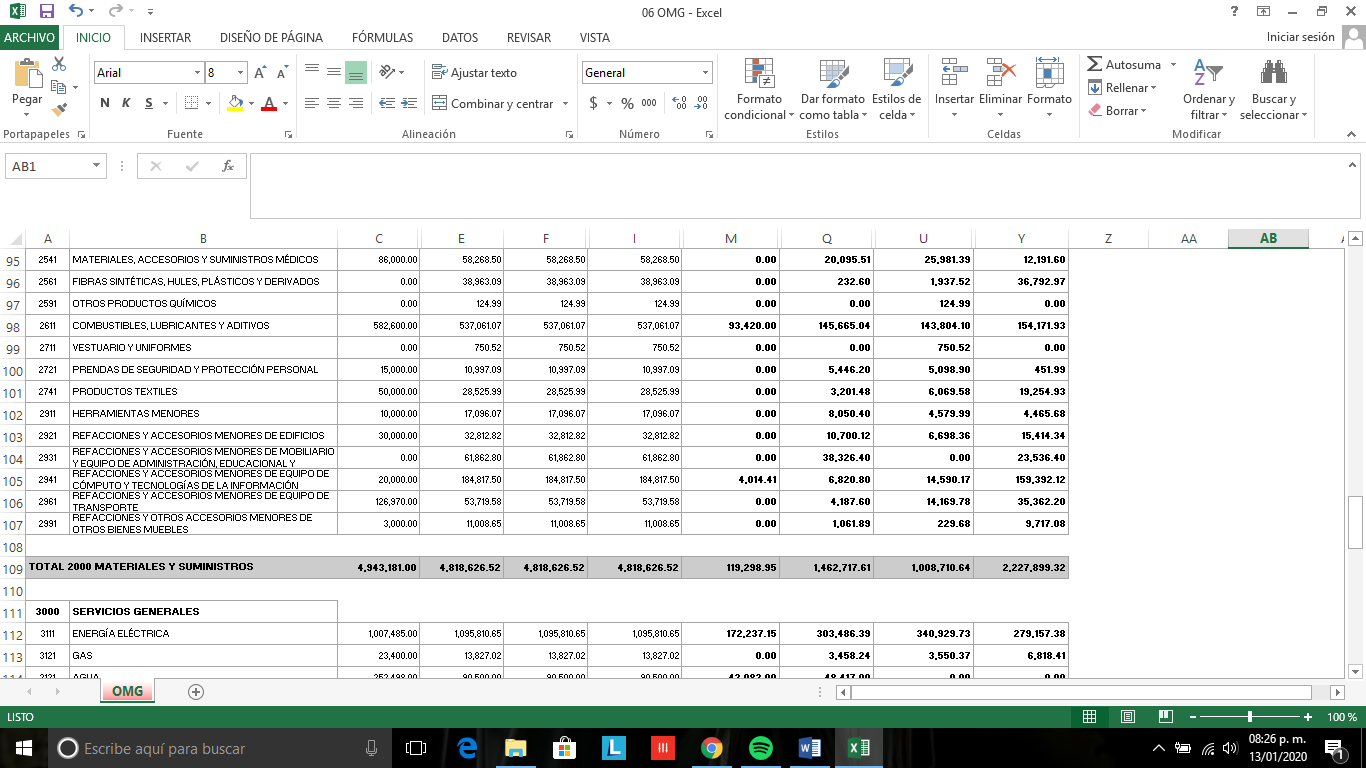 06 OMG - Excel
ARCHIVO INICIO INSERTAR DISEÑO DE PÁGINA FÓRMULAS DATOS REVISAR VISTA Iniciar sesión
Pegar
Arial 8
N K S
Ajustar texto
Combinar y centrar
General
$ % 000
Formato condicional
Dar formato como tabla
Estilos de celda
Insertar Eliminar Formato
Autosuma
Rellenar
Borrar
Ordenar y filtrar
Buscar y seleccionar
Portapapeles Fuente Alineación Número Estilos Celdas Modificar
AB1 fx
A B C E F I M Q U Y Z AA AB
95 2541 MATERIALES, ACCESORIOS Y SUMINISTROS MÉDICOS 86,000.00 58,268.50 58,268.50 58,268.50 0.00 20,095.51 25,981.39 12,191.60
96 2561 FIBRAS SINTÉTICAS, HULES, PLÁSTICOS Y DERIVADOS 0.00 38,963.09 38,963.09 38,963.09 0.00 232.60 1,937.52 36,792.97
97 2591 OTROS PRODUCTOS QUÍMICOS 0.00 124.99 124.99 124.99 0.00 0.00 124.99 0.00
98 2611 COMBUSTIBLES, LUBRICANTES Y ADITIVOS 582,600.00 537,061.07 537,061.07 537,061.07 93,420.00 145,665.04 143,804.10 154,171.93
99 2711 VESTUARIO Y UNIFORMES 0.00 750.52 750.52 750.52 0.00 0.00 750.52 0.00
100 2721 PRENDAS DE SEGURIDAD Y PROTECCIÓN PERSONAL 15,000.00 10,997.09 10,997.09 10,997.09 0.00 5,446.20 5,098.90 451.99
101 2741 PRODUCTOS TEXTILES 50,000.00 28,525.99 28,525.99 28,525.99 0.00 3,201.48 6,069.58 19,254.93
102 2911 HERRAMIENTAS MENORES 10,000.00 17,096.07 17,096.07 17,096.07 0.00 8,050.40 4,579.99 4,465.68
103 2921 REFACCIONES Y ACCESORIOS MENORES DE EDIFICIOS 30,000.00 32,812.82 32,812.82 32,812.82 0.00 10,700.12 6,698.36 15,414.34
104 2931 REFACCIONES Y ACCESORIOS MENORES DE MOBILIARIO Y EQUIPO DE ADMINISTRACIÓN, EDUCACIONAL Y 0.00 61,862.80 61,862.80 61,862.80 0.00 38,326.40 0.00 23,536.40
105 2941 REFACCIONES Y ACCESORIOS MENORES DE EQUIPO DE CÓMPUTO Y TECNOLOGÍAS DE LA INFORMACIÓN 20,000.00 184,817.50 184,817.50 184,817.50 4,014.41 6,820.80 14,590.17 159,392.12
106 2961 REFACCIONES Y ACCESORIOS MENORES DE EQUIPO DE TRANSPORTE 126,970.00 53,719.58 53,719.58 53,719.58 0.00 4,187.60 14,169.78 35,362.20
107 2991 REFACCIONES Y OTROS ACCESORIOS MENORES DE OTROS BIENES MUEBLES 3,000.00 11,008.65 11,008.65 11,008.65 0.00 1,061.89 229.68 9,717.08
108
109 TOTAL 2000 MATERIALES Y SUMINISTROS 4,943,181.00 4,818,626.52 4,818,626.52 4,818,626.52 119,298.95 1,462,717.61 1,008,710.64 2,227,899.32
110
111 3000 SERVICIOS GENERALES
112 3111 ENERGÍA ELÉCTRICA 1,007,485.00 1,095,810.65 1,095,810.65 1,095,810.65 172,237.15 303,486.39 340,929.73 279,157.38
113 3121 GAS 23,400.00 13,827.02 13,827.02 13,827.02 0.00 3,458.24 3,550.37 6,818.41
OMG
LISTO 100 %
Escribe aquí para buscar
08:26 p. m.
13/01/2020